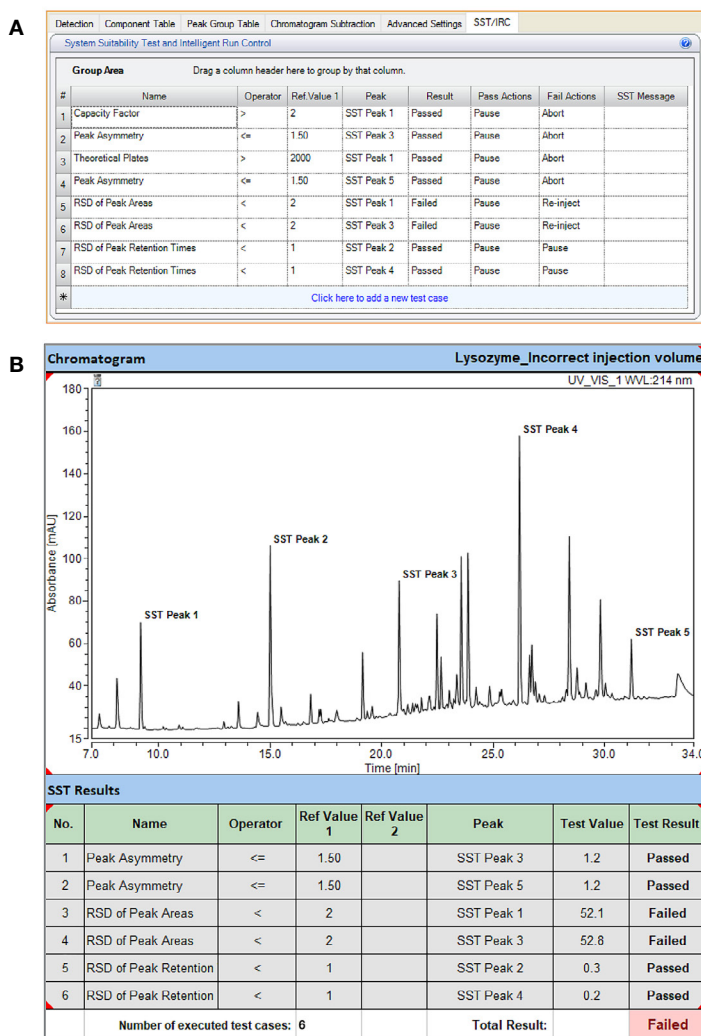 A
Detection Component Table Peak Group Table Chromatogram Subtraction Advanced Settings SST/IRC
System Suitability Test and Intelligent Run Control
Group Area Drag a column header here to group by that column.
# Name Operator Ref.Value 1 Peak Result Pass Actions Fail Actions SST Message
1 Capacity Factor > 2 SST Peak 1 Passed Pause Abort
2 Peak Asymmetry <= 1.50 SST Peak 3 Passed Pause Abort
3 Theoretical Plates > 2000 SST Peak 1 Passed Pause Abort
4 Peak Asymmetry <= 1.50 SST Peak 5 Passed Pause Abort
5 RSD of Peak Areas < 2 SST Peak 1 Failed Pause Re-inject
6 RSD of Peak Areas < 2 SST Peak 3 Failed Pause Re-inject
7 RSD of Peak Retention Times < 1 SST Peak 2 Passed Pause Pause
8 RSD of Peak Retention Times < 1 SST Peak 4 Passed Pause Pause
* Click here to add a new test case
B
Chromatogram Lysozyme_Incorrect injection volume
UV_VIS_1 WVL:214 nm
180
160
140
120
100
80
60
40
15
Absorbance [mAU]
SST Peak 1
SST Peak 2
SST Peak 3
SST Peak 4
SST Peak 5
7.0 10.0 15.0 20.0 25.0 30.0 34.0
Time [min]
SST Results
No. Name Operator Ref Value 1 Ref Value 2 Peak Test Value Test Result
1 Peak Asymmetry <= 1.50 SST Peak 3 1.2 Passed
2 Peak Asymmetry <= 1.50 SST Peak 5 1.2 Passed
3 RSD of Peak Areas < 2 SST Peak 1 52.1 Failed
4 RSD of Peak Areas < 2 SST Peak 3 52.8 Failed
5 RSD of Peak Retention < 1 SST Peak 2 0.3 Passed
6 RSD of Peak Retention < 1 SST Peak 4 0.2 Passed
Number of executed test cases: 6 Total Result: Failed